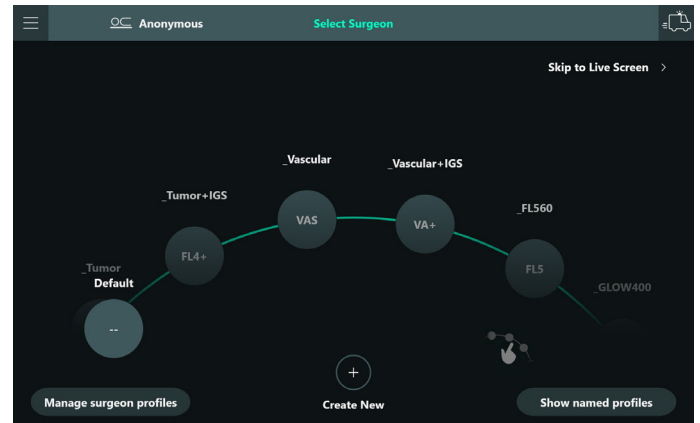 Anonymous
Select Surgeon
Skip to Live Screen
_Vascular
_Vascular+IGS
_Tumor+IGS
_FL560
VAS
VA+
FL4+
FL5
_Tumor
Default
_GLOW400
--
+
Manage surgeon profiles
Create New
Show named profiles